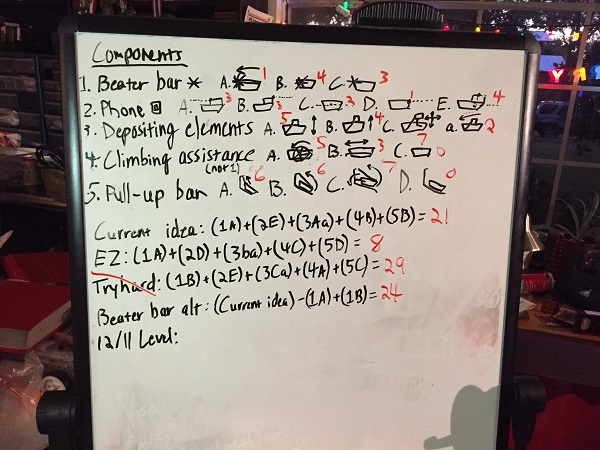 Components
1. Beater bar * A. 1 B. 4 C. 3
2. Phone A. 3 B. 3 C. 3 D. 1 E. 4
3. Depositing elements A. 5 B. 4 C. 7 a. 2
4. Climbing assistance A. 5 B. 3 C. 0
(not 1)
5. Pull-up bar A. 6 B. 6 C. 7 D. 0
Current idea: (1A)+(2E)+(3Aa)+(4B)+(5B)= 21
EZ: (1A)+(2D)+(3ba)+(4C)+(5D)= 8
Tryhard: (1B)+(2E)+(3Ca)+(4A)+(5C)= 29
Beater bar alt: (Current idea)-(1A)+(1B)= 24
12/11 Level: